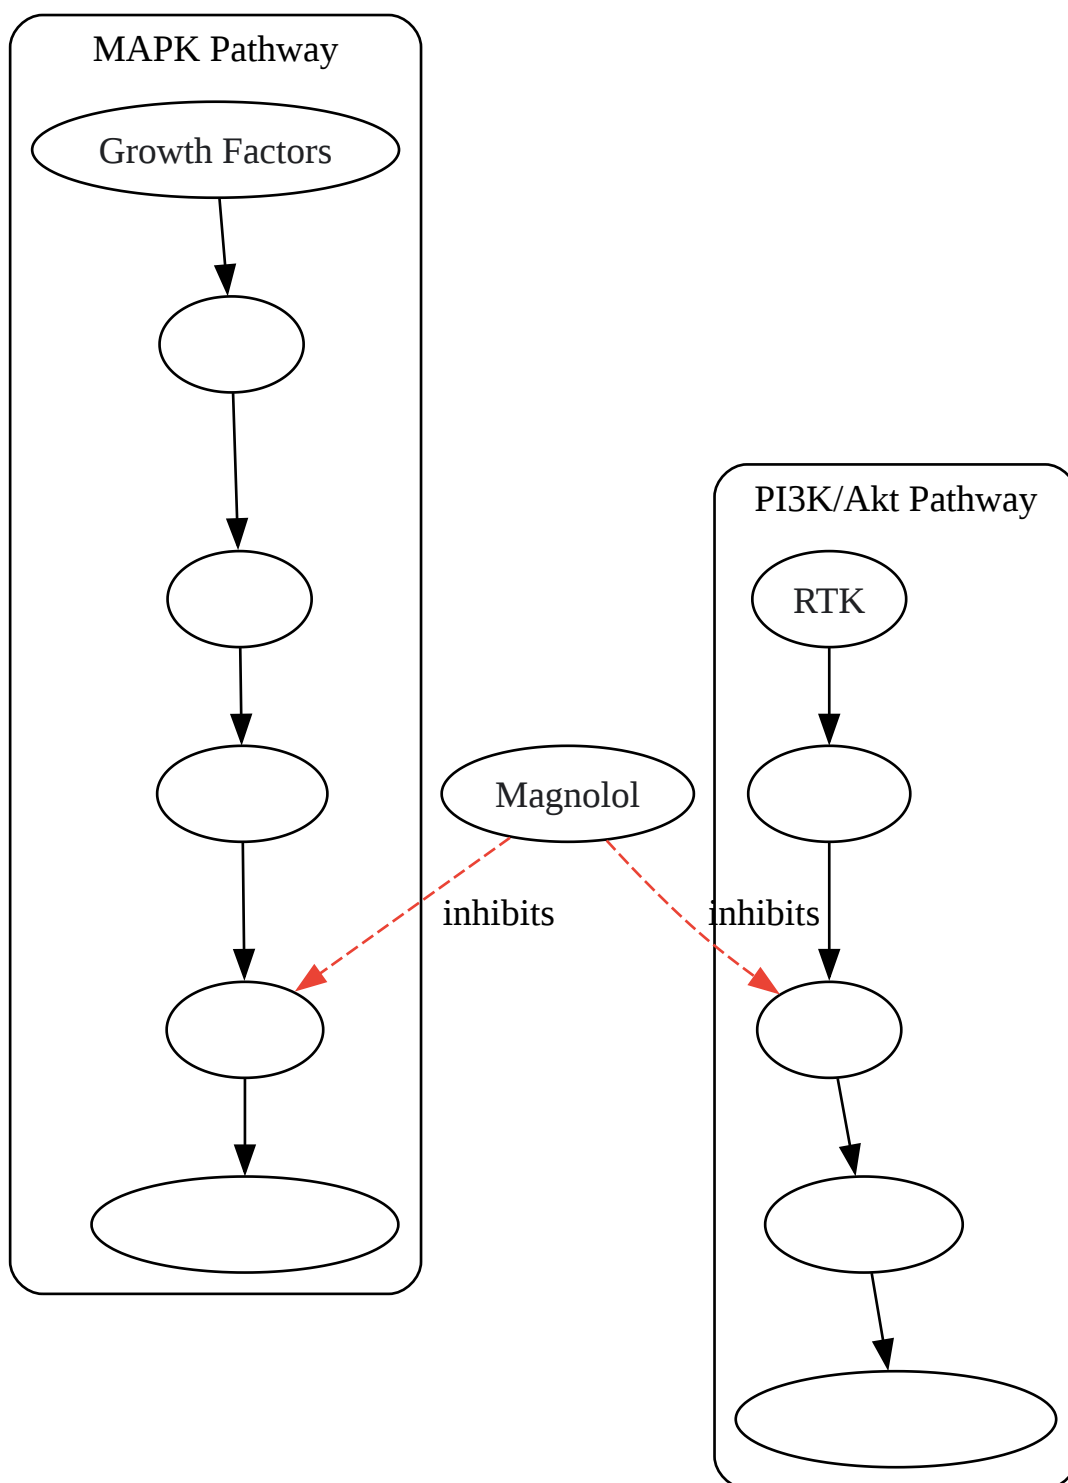 MAPK Pathway
Growth Factors
PI3K/Akt Pathway
RTK
Magnolol
inhibits
inhibits